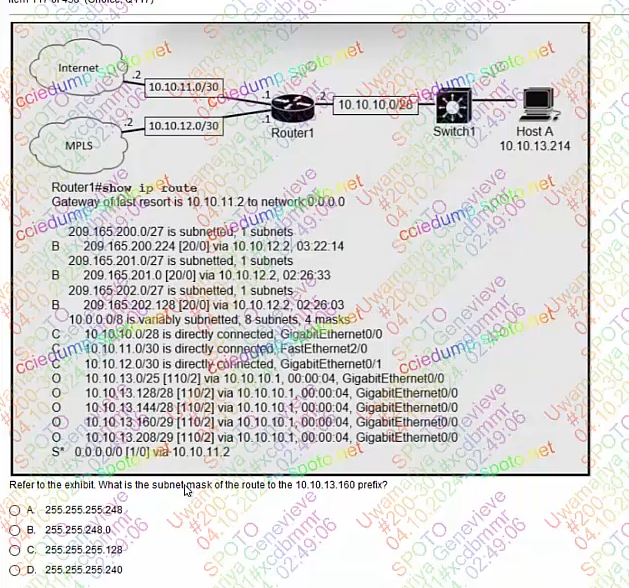 Internet
.2
10.10.11.0/30
.1
.2
10.10.10.0/28
.2
10.10.12.0/30
.1
Router1
Switch1
Host A
10.10.13.214
MPLS
Router1#show ip route
Gateway of last resort is 10.10.11.2 to network 0.0.0.0
209.165.200.0/27 is subnetted, 1 subnets
B 209.165.200.224 [20/0] via 10.10.12.2, 03:22:14
209.165.201.0/27 is subnetted, 1 subnets
B 209.165.201.0 [20/0] via 10.10.12.2, 02:26:33
209.165.202.0/27 is subnetted, 1 subnets
B 209.165.202.128 [20/0] via 10.10.12.2, 02:26:03
10.0.0.0/8 is variably subnetted, 8 subnets, 4 masks
C 10.10.10.0/28 is directly connected, GigabitEthernet0/0
C 10.10.11.0/30 is directly connected, FastEthernet2/0
C 10.10.12.0/30 is directly connected, GigabitEthernet0/1
O 10.10.13.0/25 [110/2] via 10.10.10.1, 00:00:04, GigabitEthernet0/0
O 10.10.13.128/28 [110/2] via 10.10.10.1, 00:00:04, GigabitEthernet0/0
O 10.10.13.144/28 [110/2] via 10.10.10.1, 00:00:04, GigabitEthernet0/0
O 10.10.13.160/29 [110/2] via 10.10.10.1, 00:00:04, GigabitEthernet0/0
O 10.10.13.208/29 [110/2] via 10.10.10.1, 00:00:04, GigabitEthernet0/0
S* 0.0.0.0/0 [1/0] via 10.10.11.2
Refer to the exhibit. What is the subnet mask of the route to the 10.10.13.160 prefix?
A. 255.255.255.248
B. 255.255.248.0
C. 255.255.255.128
D. 255.255.255.240
cciedump.spoto.net